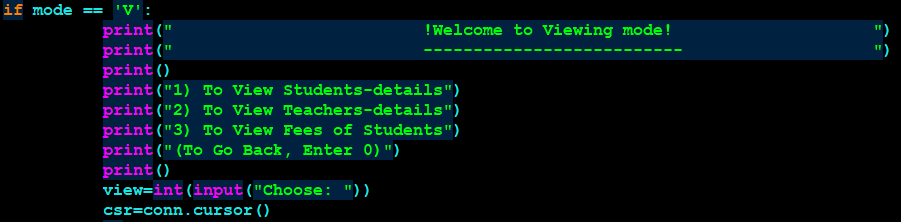 if mode == 'V':
print("                         !Welcome to Viewing mode!                    ")
print("                         --------------------------                   ")
print()
print("1) To View Students-details")
print("2) To View Teachers-details")
print("3) To View Fees of Students")
print("(To Go Back, Enter 0)")
print()
view=int(input("Choose: "))
csr=conn.cursor()